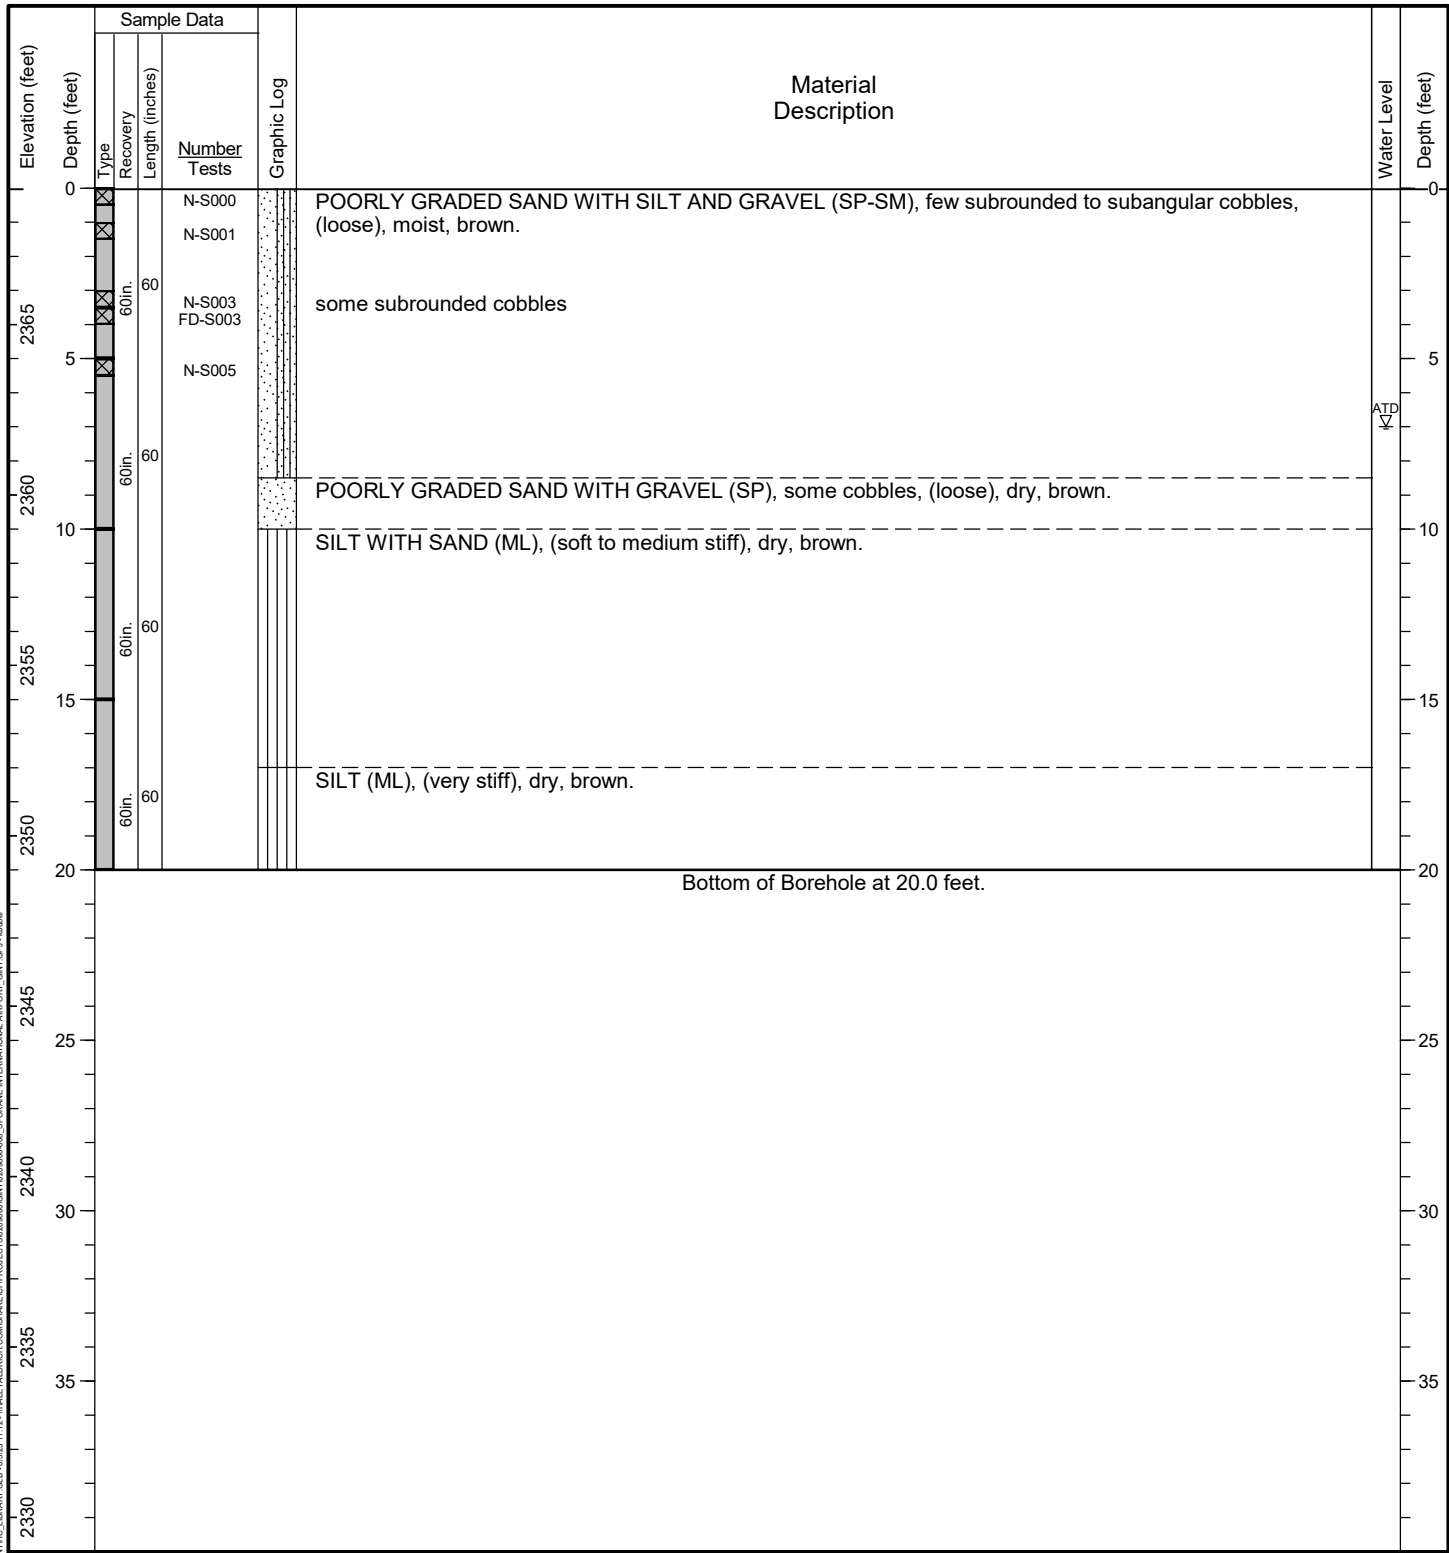 Sample Data
Elevation (feet)
Depth (feet)
Type
Recovery
Length (inches)
Number
Tests
Graphic Log
Material
Description
Water Level
Depth (feet)
0
N-S000
POORLY GRADED SAND WITH SILT AND GRAVEL (SP-SM), few subrounded to subangular cobbles,
(loose), moist, brown.
0
N-S001
60in.
60
N-S003
some subrounded cobbles
FD-S003
2365
5
N-S005
5
ATD
60in.
60
2360
POORLY GRADED SAND WITH GRAVEL (SP), some cobbles, (loose), dry, brown.
10
SILT WITH SAND (ML), (soft to medium stiff), dry, brown.
10
60in.
60
2355
15
15
SILT (ML), (very stiff), dry, brown.
60in.
60
2350
20
20
Bottom of Borehole at 20.0 feet.
2345
25
25
2340
30
30
2335
35
35
2330